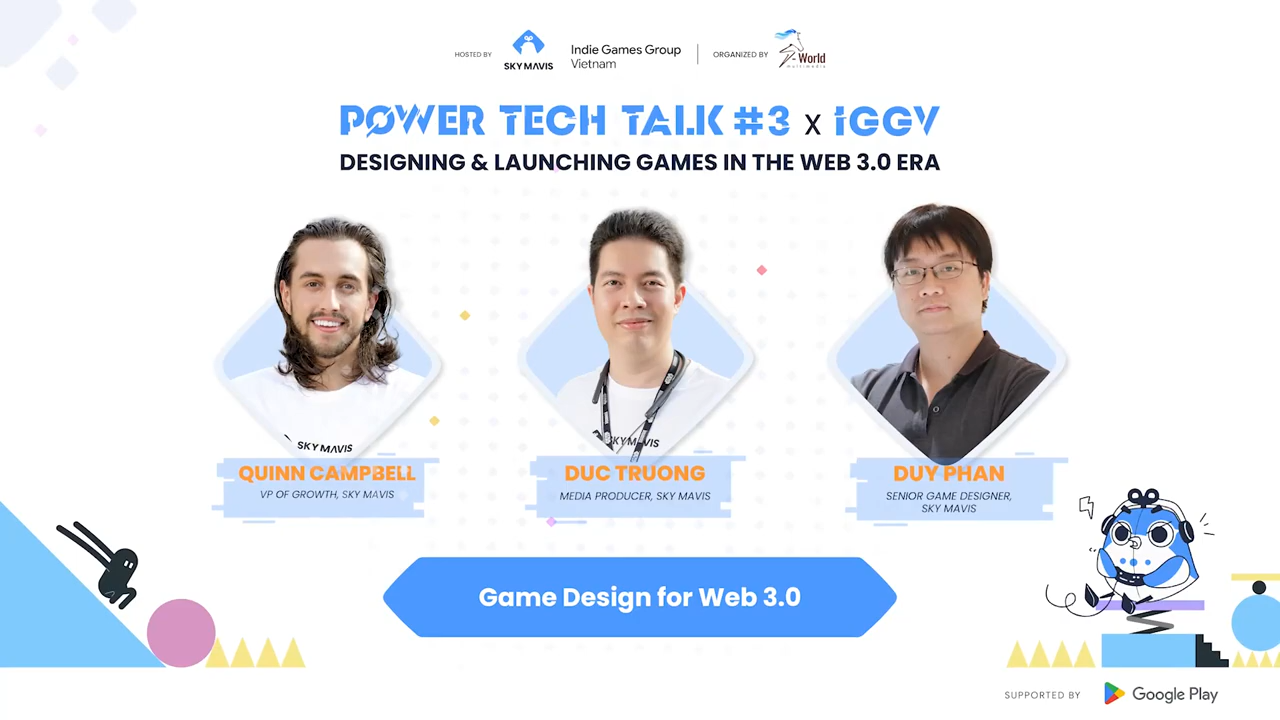 HOSTED BY
SKY MAVIS
Indie Games Group
Vietnam
ORGANIZED BY
-World
multimedia
POWER TECH TALK #3 X IGGV
DESIGNING & LAUNCHING GAMES IN THE WEB 3.0 ERA
SKY MAVIS
SKY MAVIS
QUINN CAMPBELL
VP OF GROWTH, SKY MAVIS
DUC TRUONG
MEDIA PRODUCER, SKY MAVIS
DUY PHAN
SENIOR GAME DESIGNER,
SKY MAVIS
Game Design for Web 3.0
SUPPORTED BY
Google Play